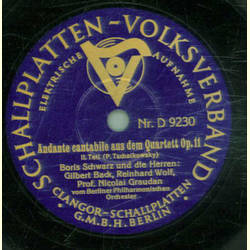 SCHALLPLATTEN-VOLKSVERBAND
ELEKTRISCHE AUFNAHME
Nr. D 9230
Andante cantabile aus dem Quartett Op. 11
II. Teil (P. Tschaikowsky)
Boris Schwarz und die Herren:
Gilbert Back, Reinhard Wolf,
Prof. Nicolai Graudan
vom Berliner Philharmonischen
Orchester
CLANGOR-SCHALLPLATTEN
G.M.B.H. BERLIN